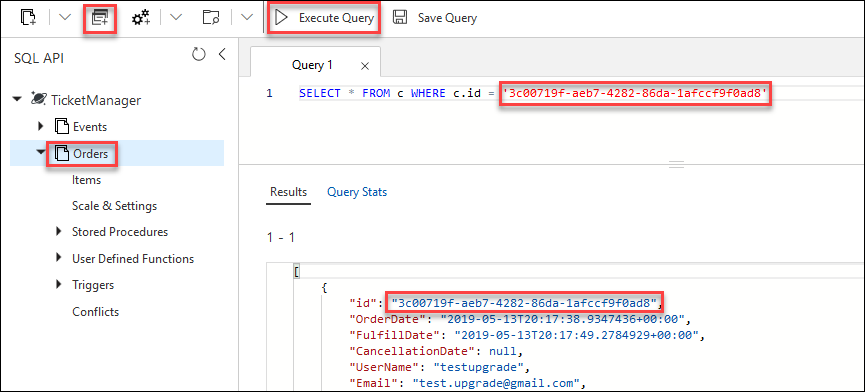 Execute Query
Save Query
SQL API
TicketManager
Events
Orders
Items
Scale & Settings
Stored Procedures
User Defined Functions
Triggers
Conflicts
Query 1
1 SELECT * FROM c WHERE c.id = '3c00719f-aeb7-4282-86da-1afccf9f0ad8'
Results Query Stats
1 - 1
[
{
"id": "3c00719f-aeb7-4282-86da-1afccf9f0ad8",
"OrderDate": "2019-05-13T20:17:38.9347436+00:00",
"FulfillDate": "2019-05-13T20:17:49.2784929+00:00",
"CancellationDate": null,
"UserName": "testupgrade",
"Email": "test.upgrade@gmail.com",